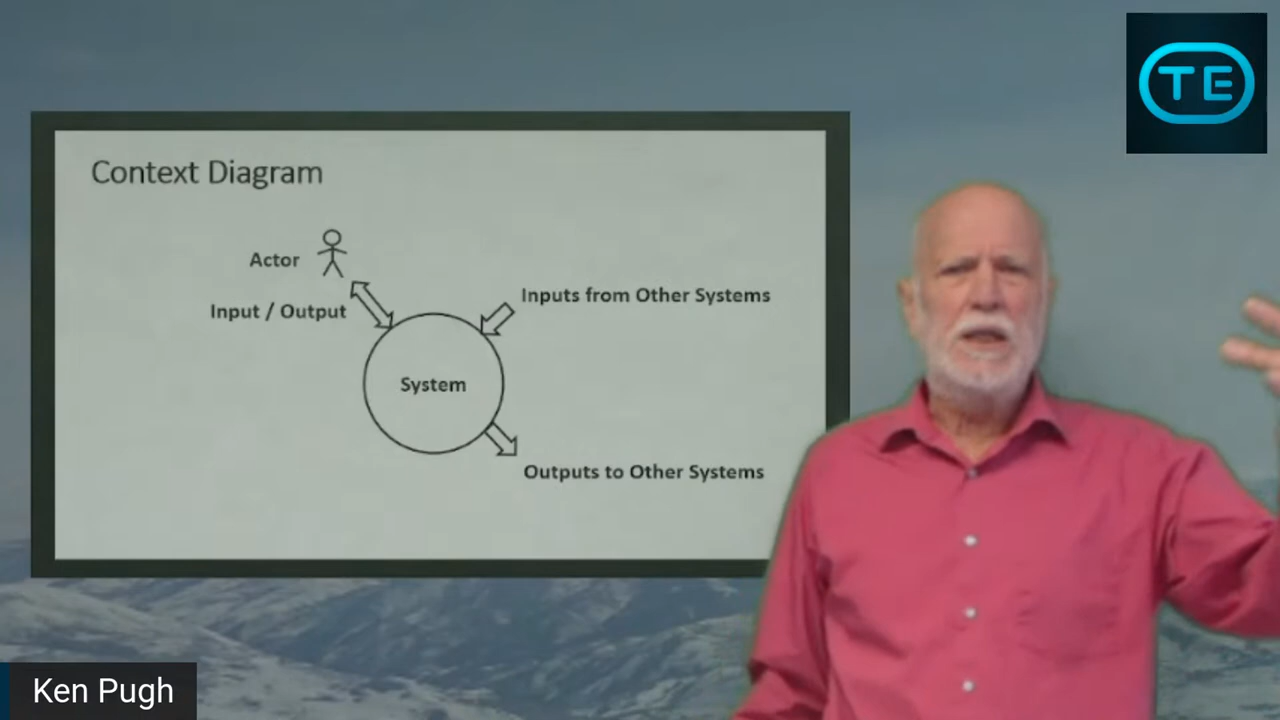 TE
Context Diagram
Actor
Input / Output
Inputs from Other Systems
System
Outputs to Other Systems
Ken Pugh